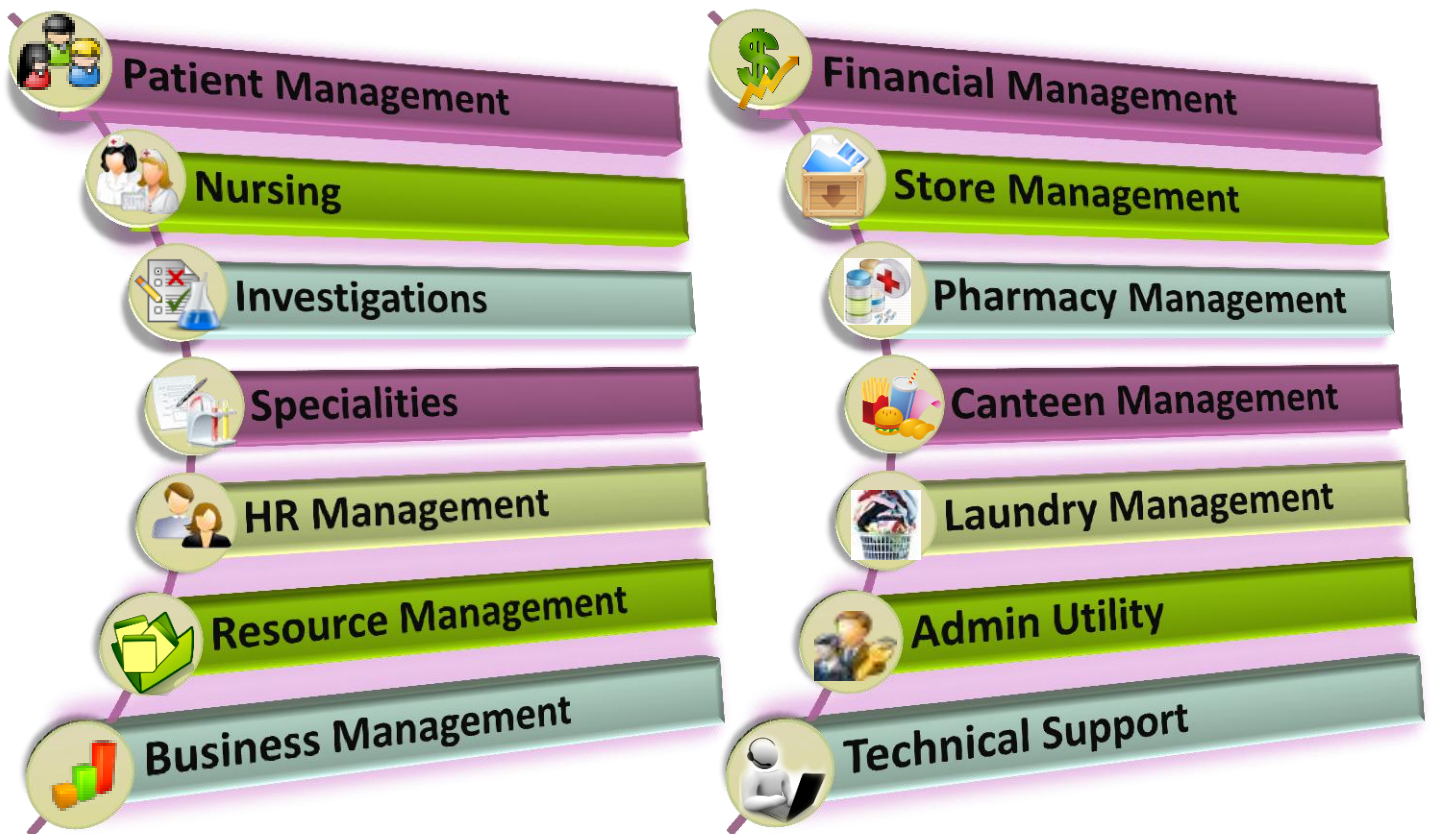 Patient Management
Nursing
Investigations
Specialities
HR Management
Resource Management
Business Management
Financial Management
Store Management
Pharmacy Management
Canteen Management
Laundry Management
Admin Utility
Technical Support